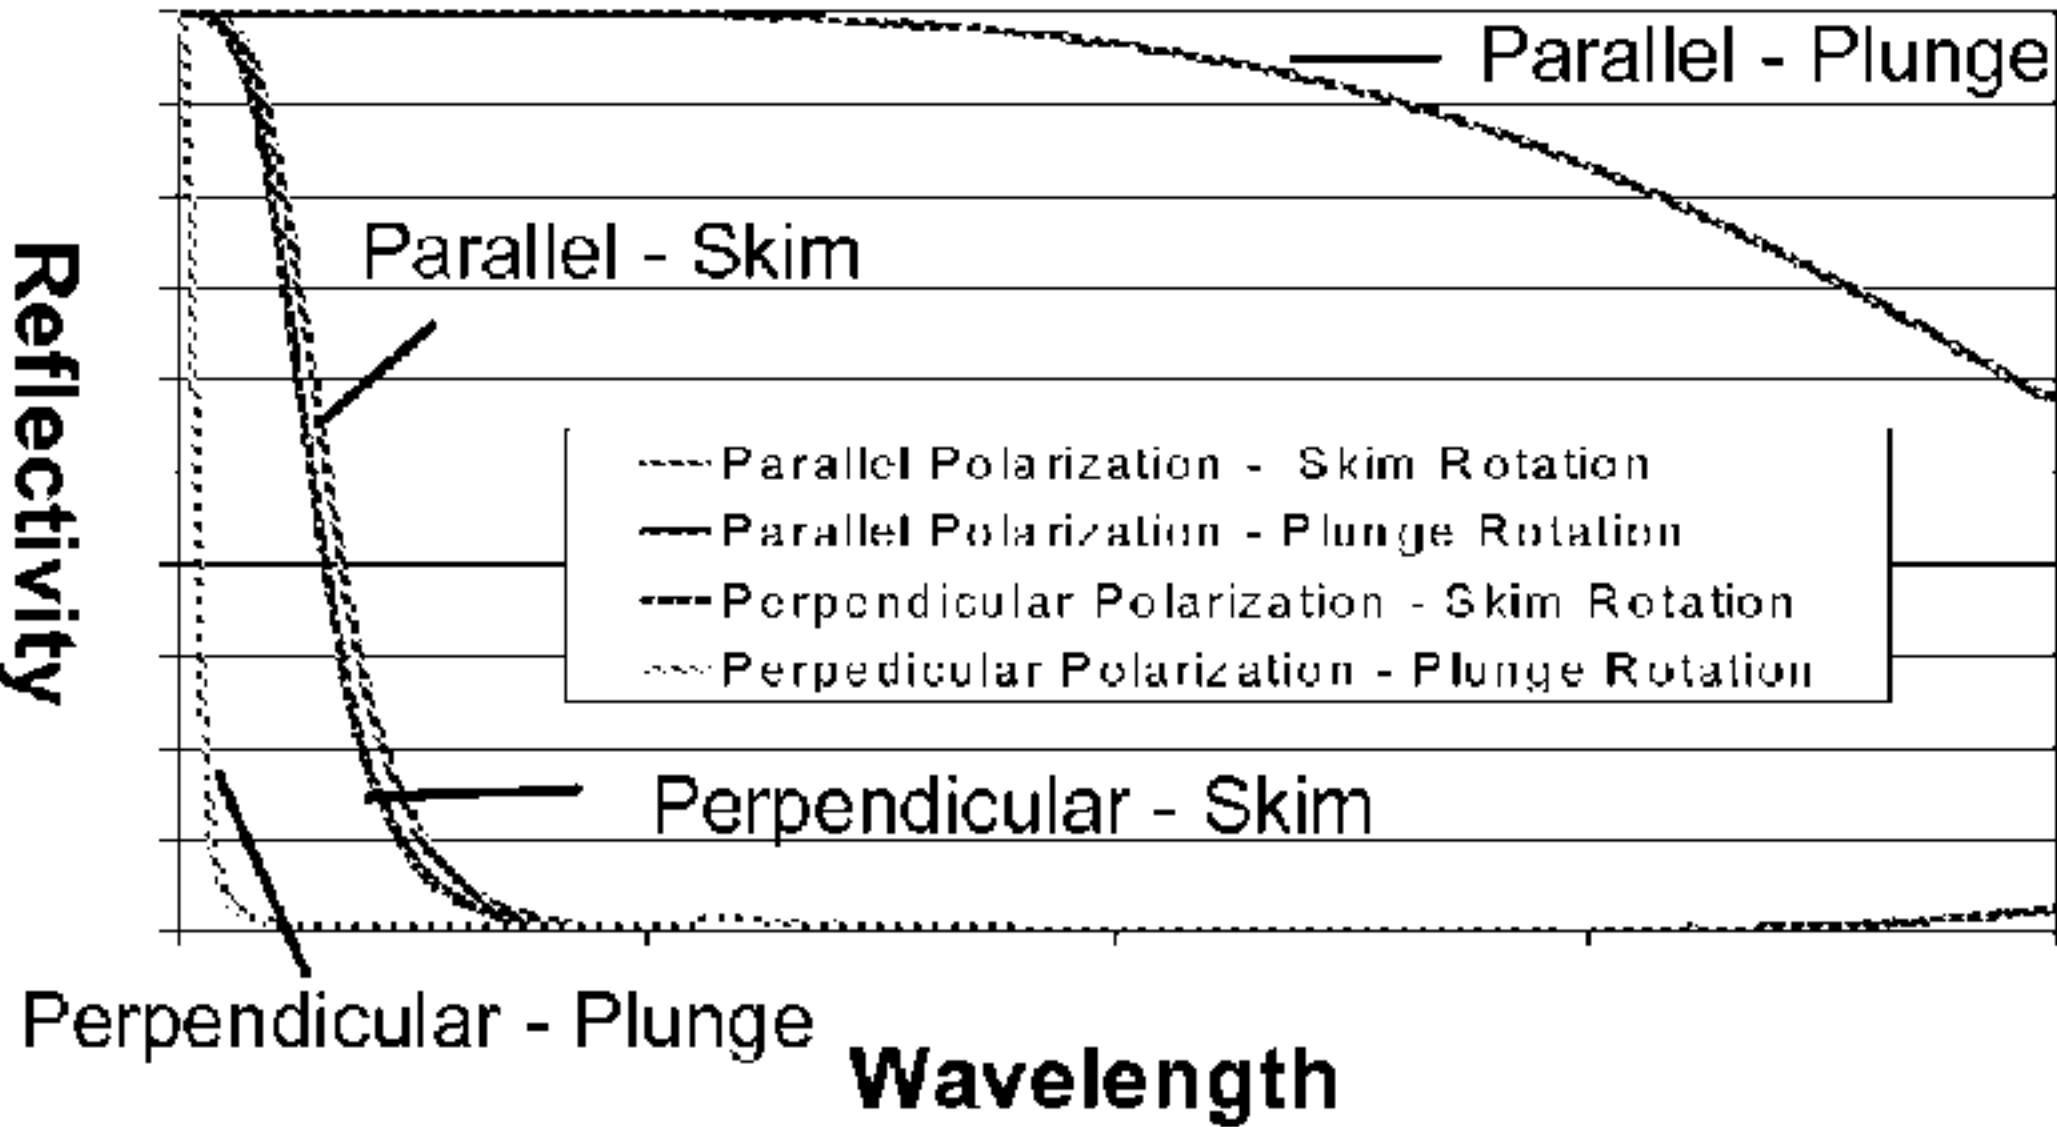 Parallel - Plunge
Parallel - Skim
Reflectivity
Parallel Polarization - Skim Rotation
Parallel Polarization - Plunge Rotation
Perpendicular Polarization - Skim Rotation
Perpedicular Polarization - Plunge Rotation
Perpendicular - Skim
Perpendicular - Plunge
Wavelength